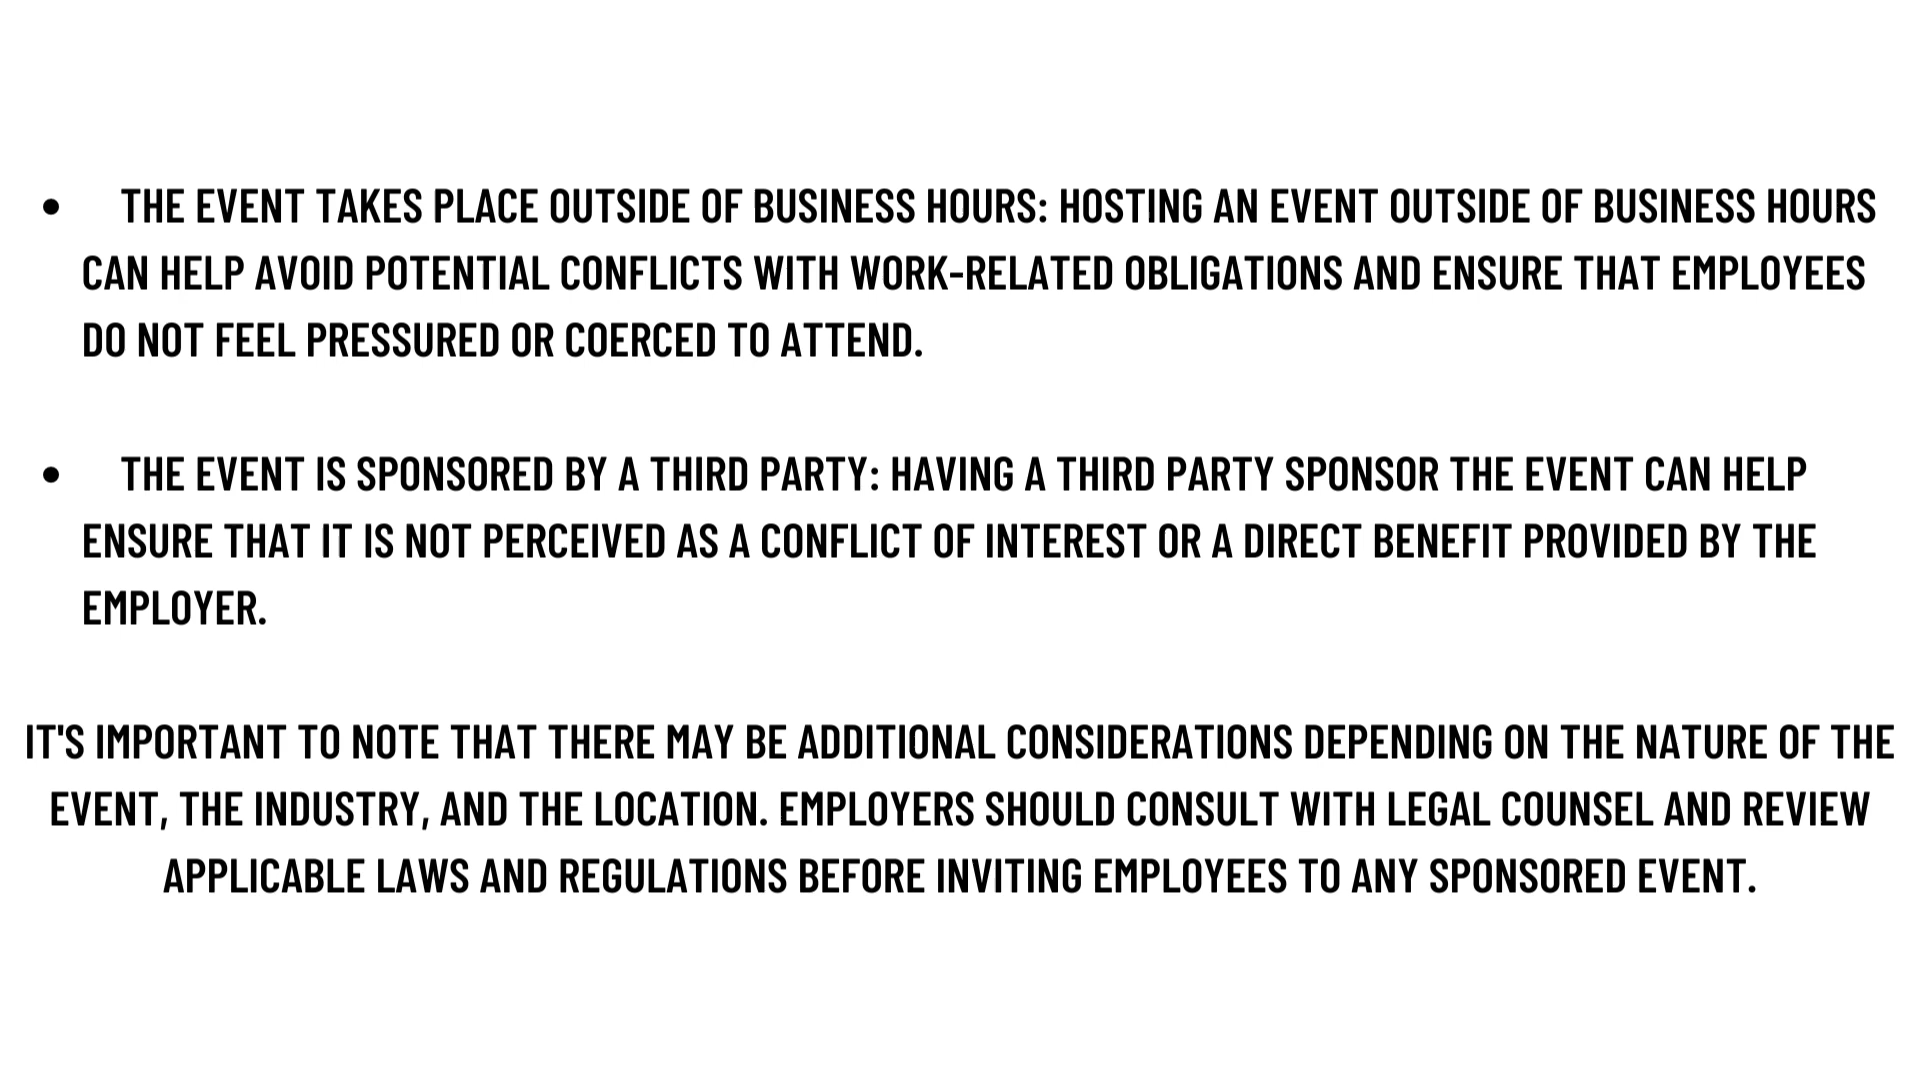 • THE EVENT TAKES PLACE OUTSIDE OF BUSINESS HOURS: HOSTING AN EVENT OUTSIDE OF BUSINESS HOURS
CAN HELP AVOID POTENTIAL CONFLICTS WITH WORK-RELATED OBLIGATIONS AND ENSURE THAT EMPLOYEES
DO NOT FEEL PRESSURED OR COERCED TO ATTEND.
• THE EVENT IS SPONSORED BY A THIRD PARTY: HAVING A THIRD PARTY SPONSOR THE EVENT CAN HELP
ENSURE THAT IT IS NOT PERCEIVED AS A CONFLICT OF INTEREST OR A DIRECT BENEFIT PROVIDED BY THE
EMPLOYER.
IT'S IMPORTANT TO NOTE THAT THERE MAY BE ADDITIONAL CONSIDERATIONS DEPENDING ON THE NATURE OF THE
EVENT, THE INDUSTRY, AND THE LOCATION. EMPLOYERS SHOULD CONSULT WITH LEGAL COUNSEL AND REVIEW
APPLICABLE LAWS AND REGULATIONS BEFORE INVITING EMPLOYEES TO ANY SPONSORED EVENT.